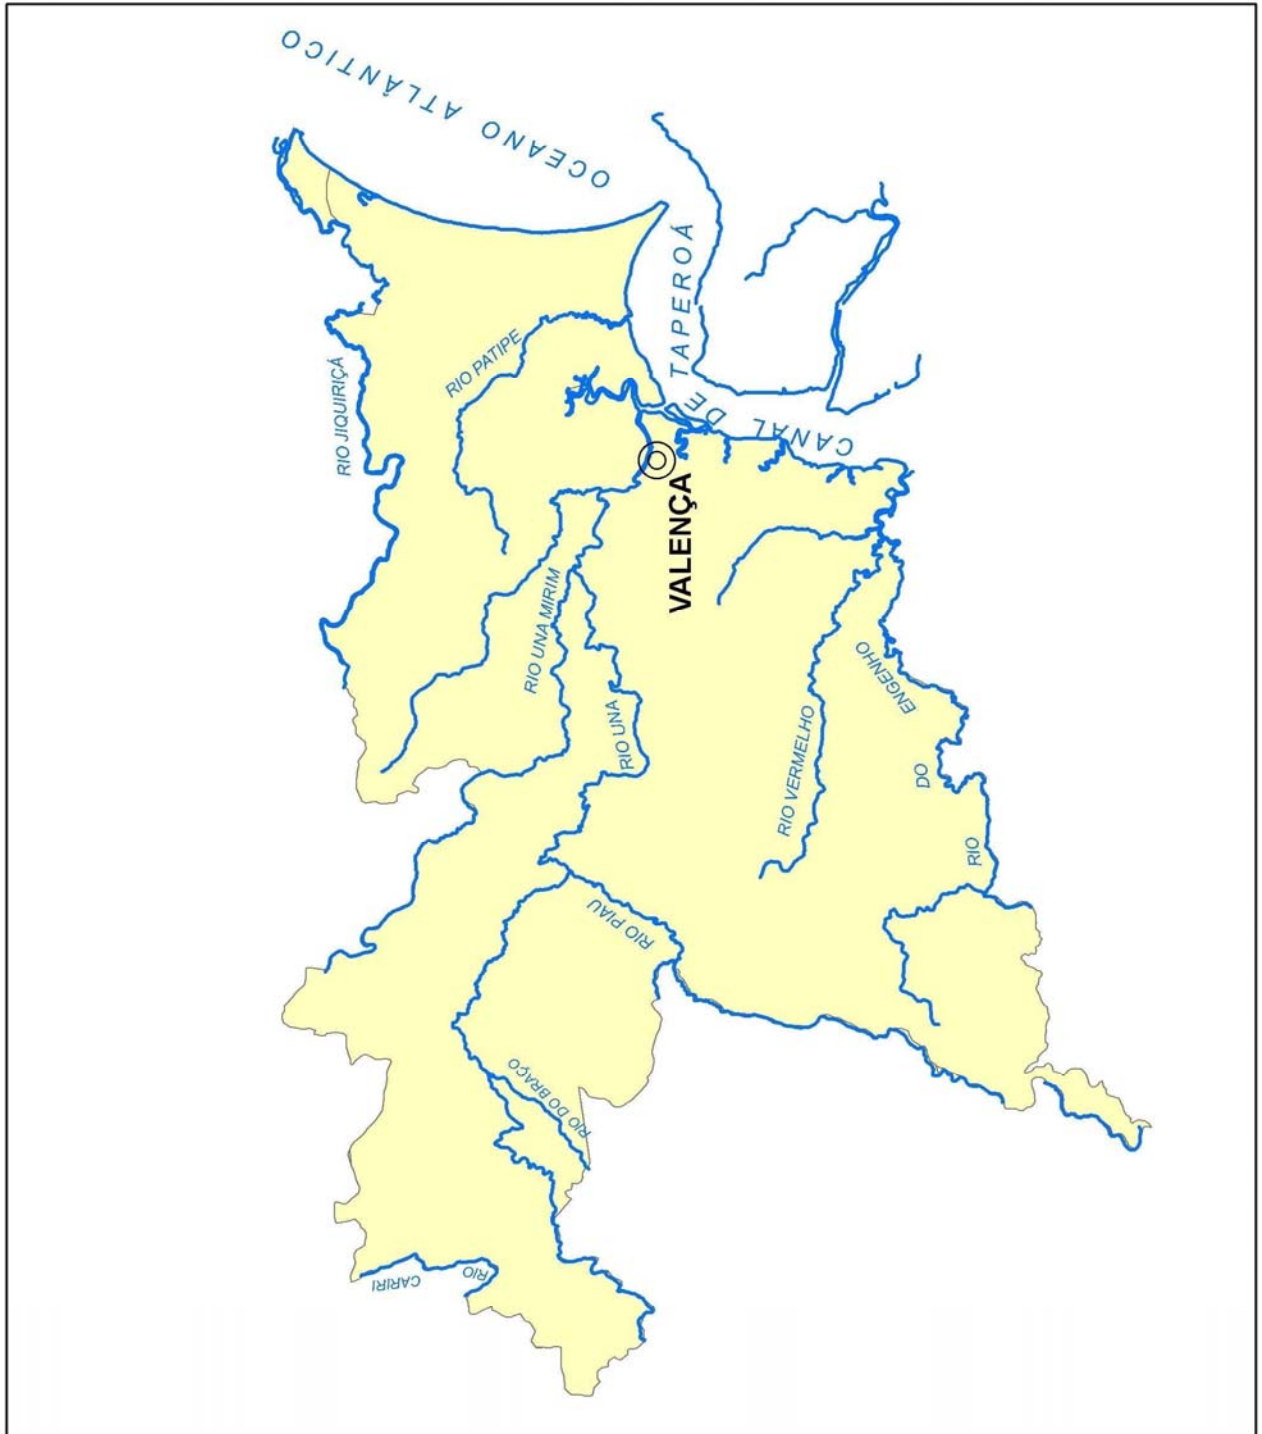 OCEANO ATLÂNTICO
CANAL DE TAPEROÁ
RIO JIQUIRIÇÁ
RIO PATIPE
VALENÇA
RIO UNA MIRIM
RIO UNA
RIO VERMELHO
RIO DO ENGENHO
RIO PIAU
RIO DO BRAÇO
RIO CARIRI